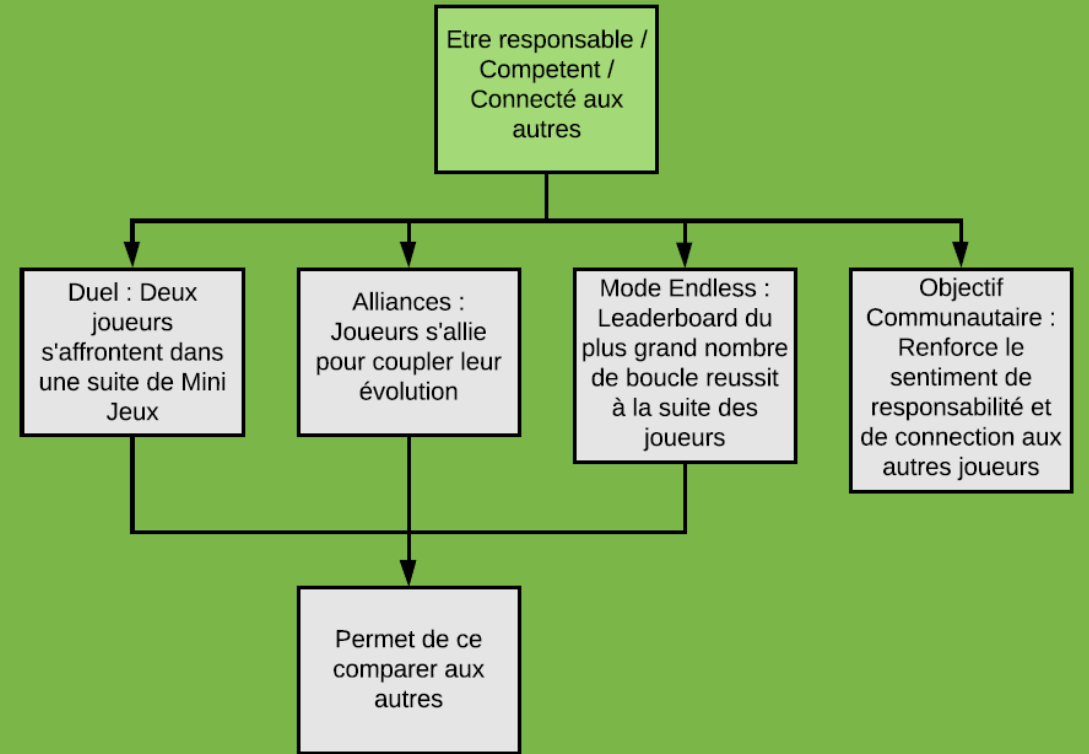 Etre responsable /
Competent /
Connecté aux
autres
Duel : Deux
joueurs
s'affrontent dans
une suite de Mini
Jeux
Alliances :
Joueurs s'allie
pour coupler leur
évolution
Mode Endless :
Leaderboard du
plus grand nombre
de boucle reussit
à la suite des
joueurs
Objectif
Communautaire :
Renforce le
sentiment de
responsabilité et
de connection aux
autres joueurs
Permet de ce
comparer aux
autres